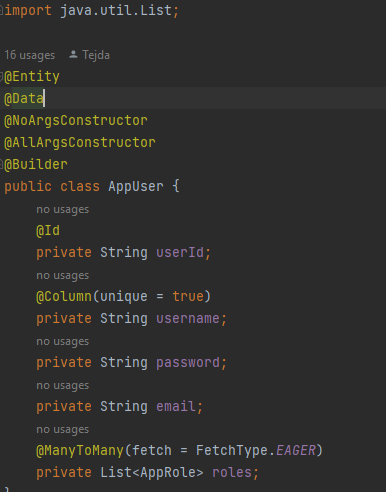 import java.util.List;
16 usages Tejda
@Entity
@Data
@NoArgsConstructor
@AllArgsConstructor
@Builder
public class AppUser {
no usages
@Id
private String userId;
no usages
@Column(unique = true)
private String username;
no usages
private String password;
no usages
private String email;
no usages
@ManyToMany(fetch = FetchType.EAGER)
private List<AppRole> roles;
}